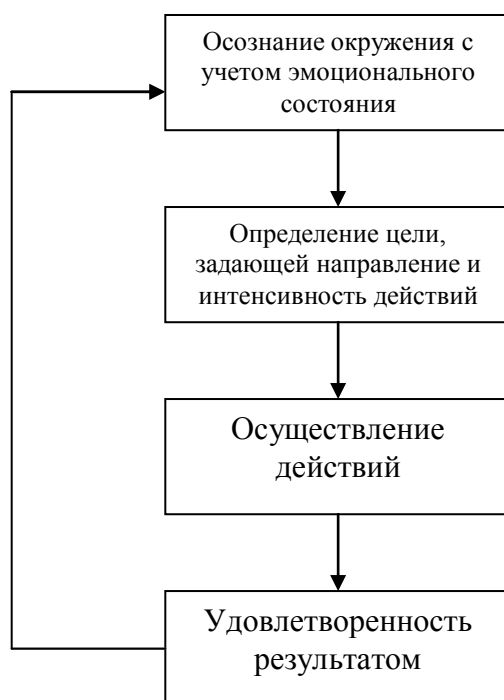 Осознание окружения с
учетом эмоционального
состояния
Определение цели,
задающей направление и
интенсивность действий
Осуществление
действий
Удовлетворенность
результатом